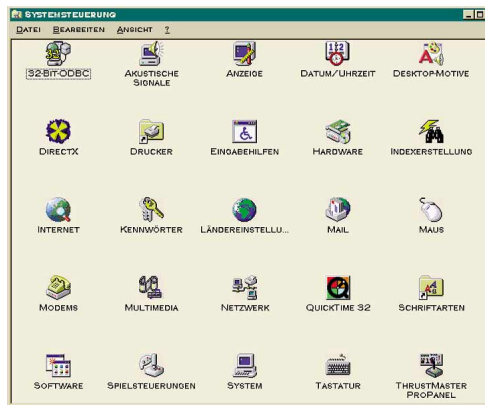 Systemsteuerung
Datei Bearbeiten Ansicht ?
32-Bit-ODBC Akustische Signale Anzeige Datum/Uhrzeit Desktop-Motive
DirectX Drucker Eingabehilfen Hardware Indexerstellung
Internet Kennwörter Ländereinstellu... Mail Maus
Modems Multimedia Netzwerk QuickTime 32 Schriftarten
Software Spielsteuerungen System Tastatur ThrustMaster ProPanel